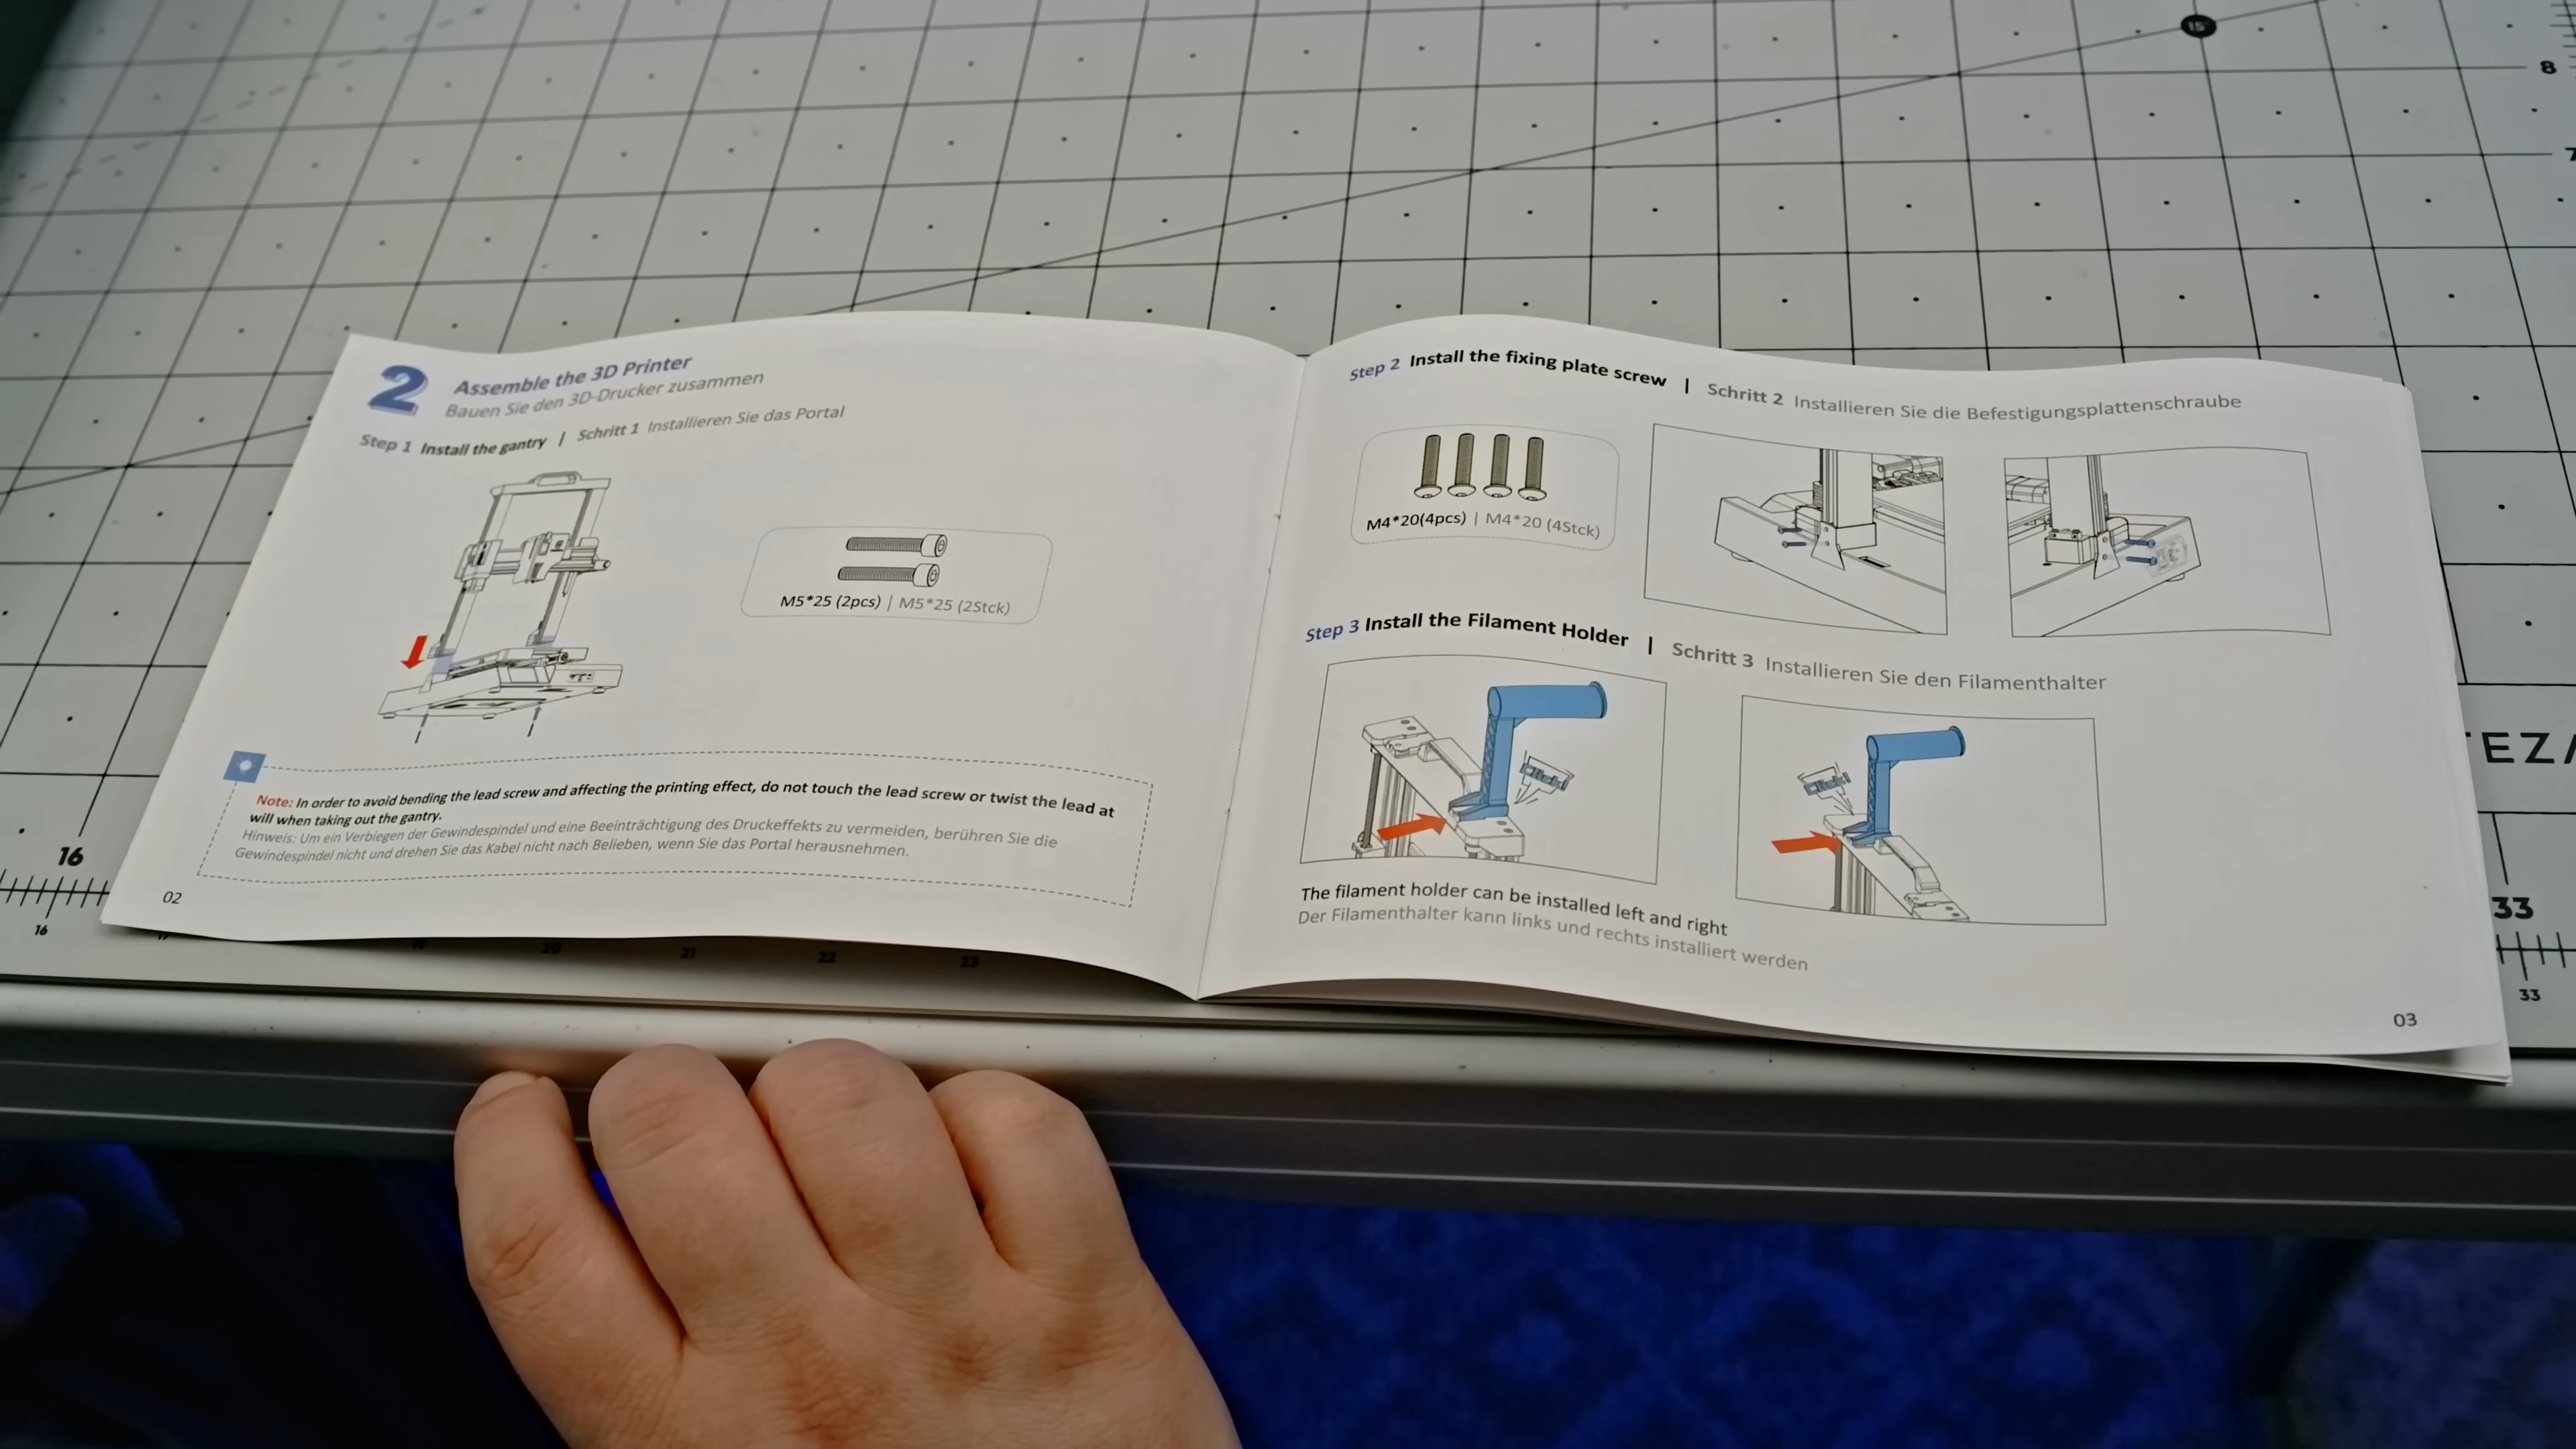 15
8
7
2 Assemble the 3D Printer
Bauen Sie den 3D-Drucker zusammen
Step 1 Install the gantry | Schritt 1 Installieren Sie das Portal
M5*25 (2pcs) | M5*25 (2Stck)
Note: In order to avoid bending the lead screw and affecting the printing effect, do not touch the lead screw or twist the lead at
will when taking out the gantry.
Hinweis: Um ein Verbiegen der Gewindespindel und eine Beeinträchtigung des Druckeffekts zu vermeiden, berühren Sie die
Gewindespindel nicht und drehen Sie das Kabel nicht nach Belieben, wenn Sie das Portal herausnehmen.
02
Step 2 Install the fixing plate screw | Schritt 2 Installieren Sie die Befestigungsplattenschraube
M4*20(4pcs) | M4*20 (4Stck)
Step 3 Install the Filament Holder | Schritt 3 Installieren Sie den Filamenthalter
The filament holder can be installed left and right
Der Filamenthalter kann links und rechts installiert werden
03
16
16
20
21
22
23
33
33